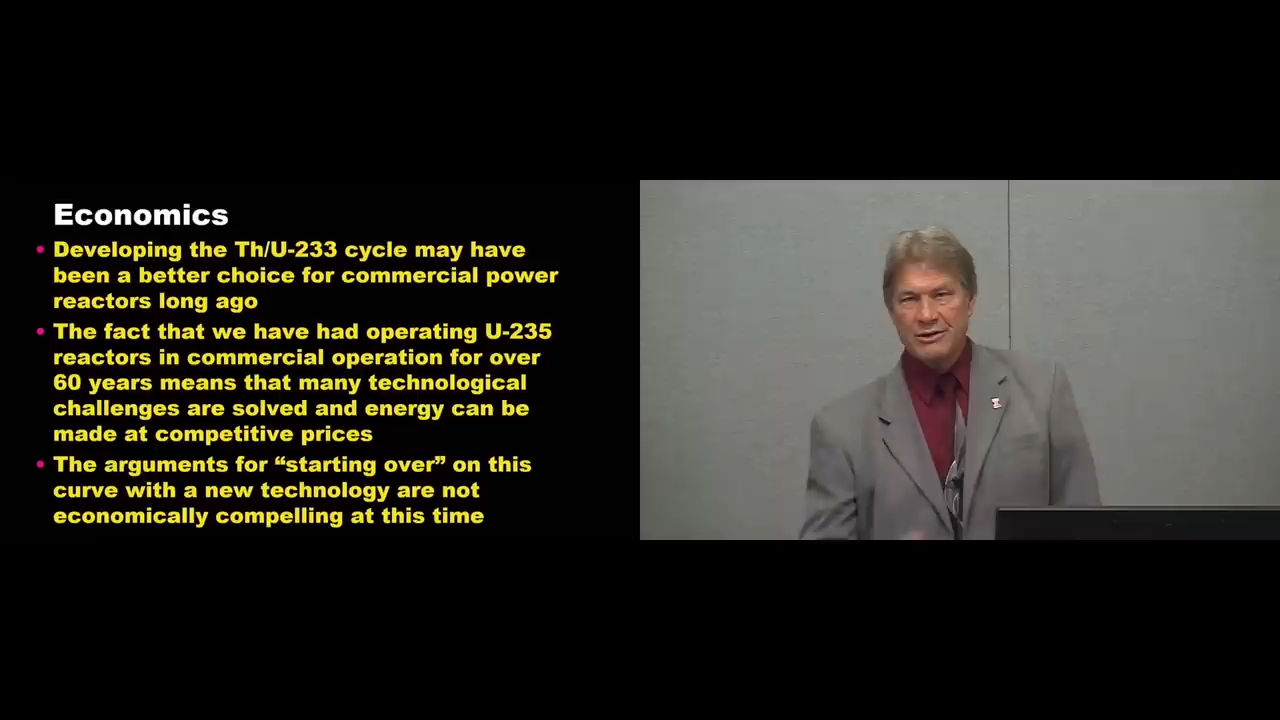 Economics
• Developing the Th/U-233 cycle may have
been a better choice for commercial power
reactors long ago
• The fact that we have had operating U-235
reactors in commercial operation for over
60 years means that many technological
challenges are solved and energy can be
made at competitive prices
• The arguments for “starting over” on this
curve with a new technology are not
economically compelling at this time